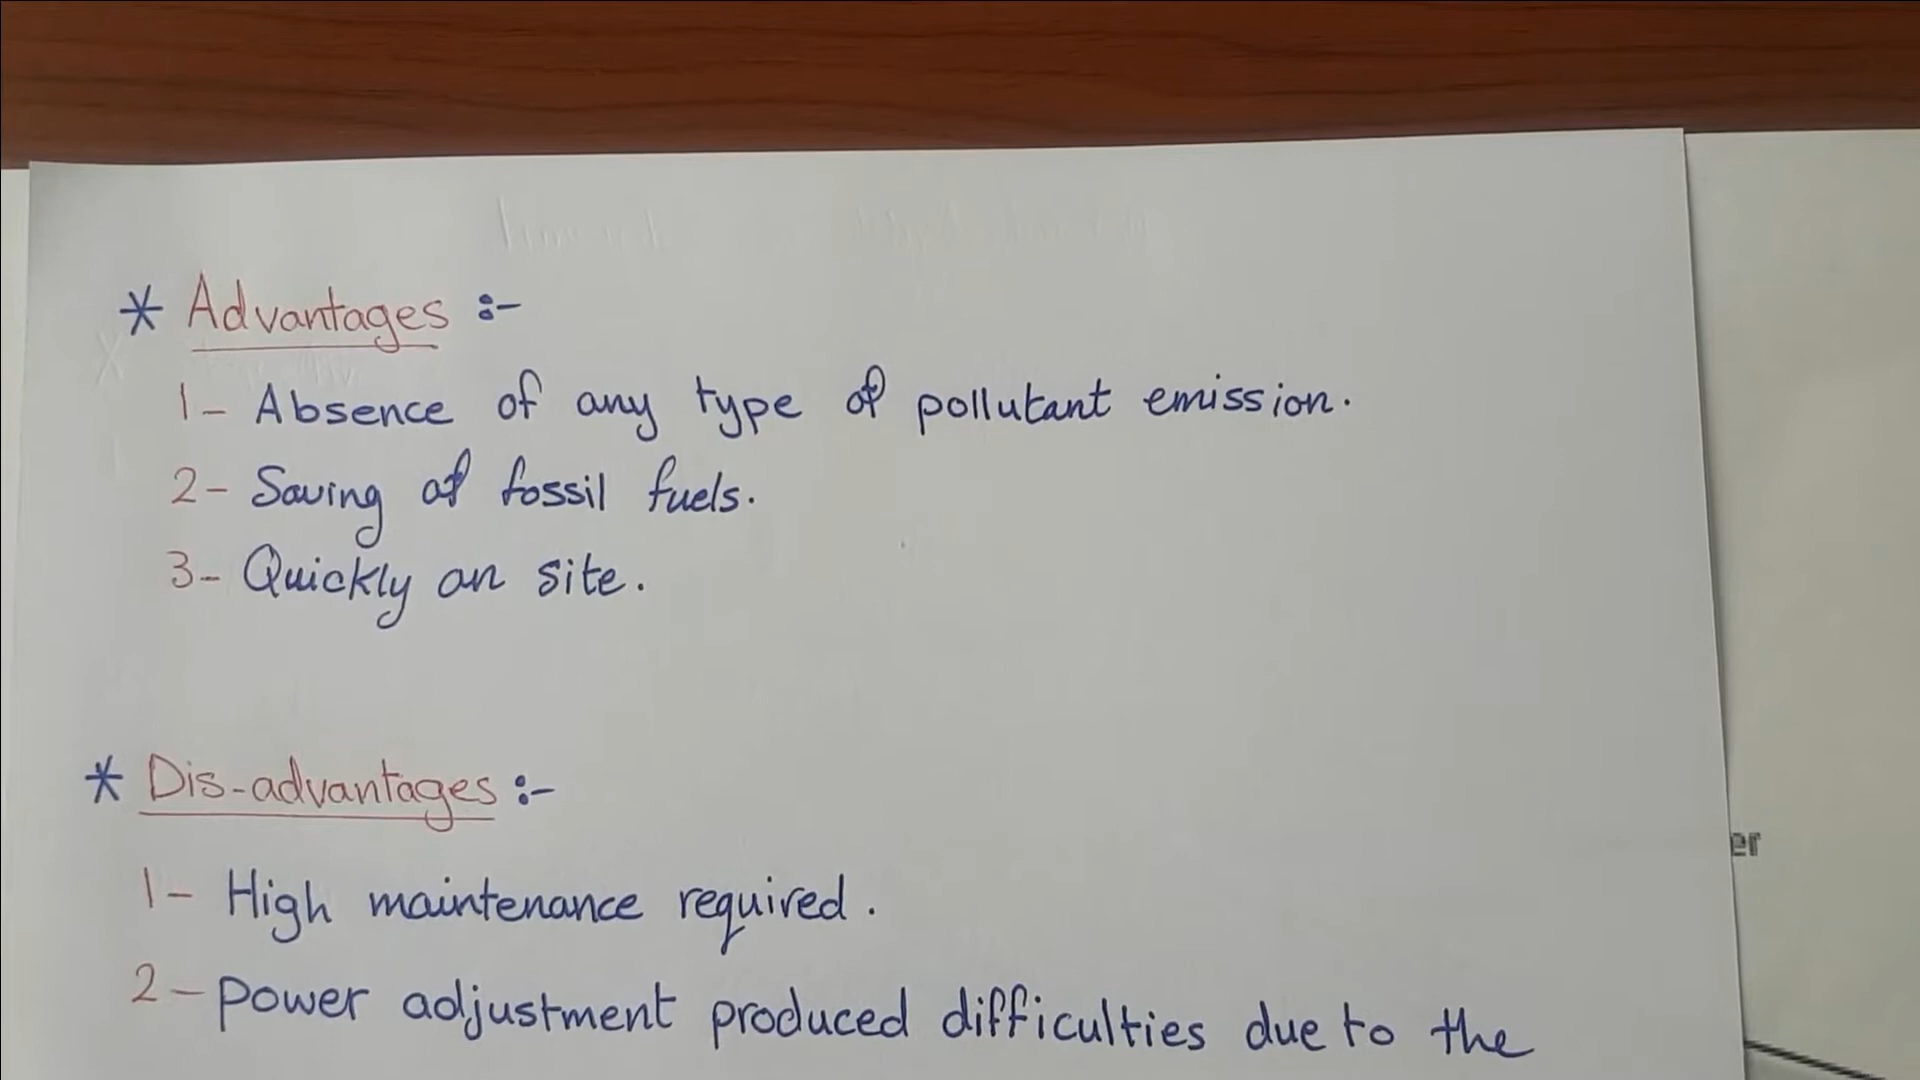 * Advantages :-
1- Absence of any type of pollutant emission.
2- Saving of fossil fuels.
3- Quickly on site.
* Dis-advantages :-
1- High maintenance required.
2- Power adjustment produced difficulties due to the
er